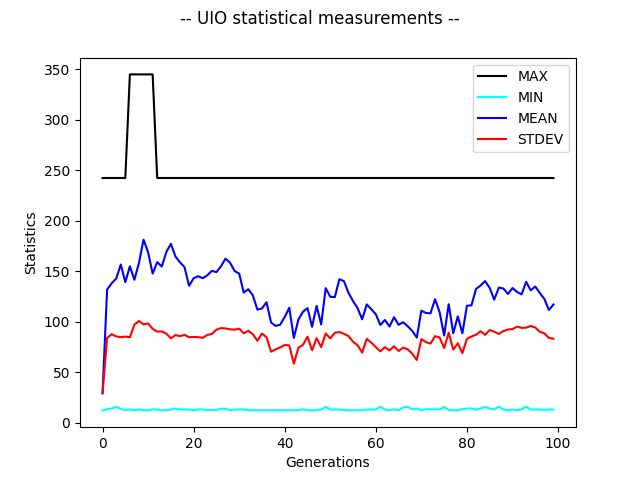 -- UIO statistical measurements --
MAX
MIN
MEAN
STDEV
350
300
250
200
150
100
50
0
Statistics
0 20 40 60 80 100
Generations